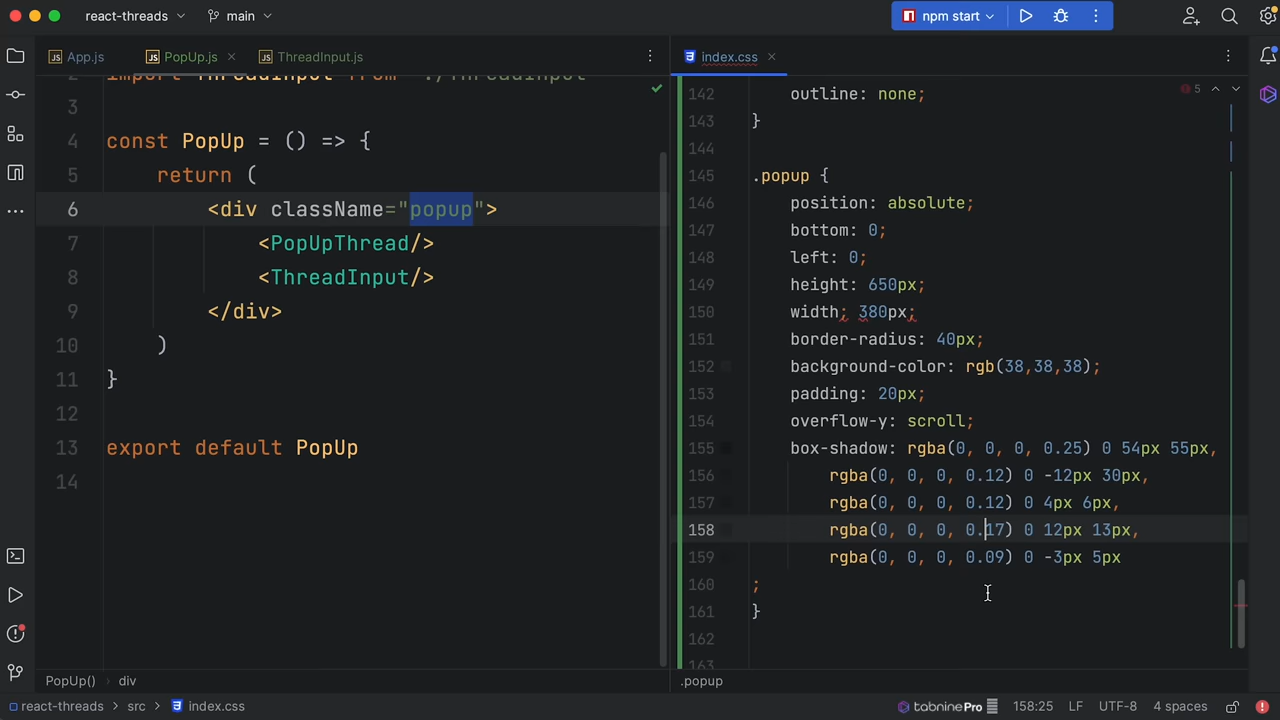 react-threads
main
npm start
App.js
PopUp.js
ThreadInput.js
2 import ThreadInput from "./ThreadInput"
3
4 const PopUp = () => {
5 return (
6 <div className="popup">
7 <PopUpThread/>
8 <ThreadInput/>
9 </div>
10 )
11 }
12
13 export default PopUp
14
PopUp() › div
index.css
5
142 outline: none;
143 }
144
145 .popup {
146 position: absolute;
147 bottom: 0;
148 left: 0;
149 height: 650px;
150 width; 380px;
151 border-radius: 40px;
152 background-color: rgb(38,38,38);
153 padding: 20px;
154 overflow-y: scroll;
155 box-shadow: rgba(0, 0, 0, 0.25) 0 54px 55px,
156 rgba(0, 0, 0, 0.12) 0 -12px 30px,
157 rgba(0, 0, 0, 0.12) 0 4px 6px,
158 rgba(0, 0, 0, 0.17) 0 12px 13px,
159 rgba(0, 0, 0, 0.09) 0 -3px 5px
160 ;
161 }
162
163
.popup
react-threads › src › index.css
tabnine Pro
158:25 LF UTF-8 4 spaces